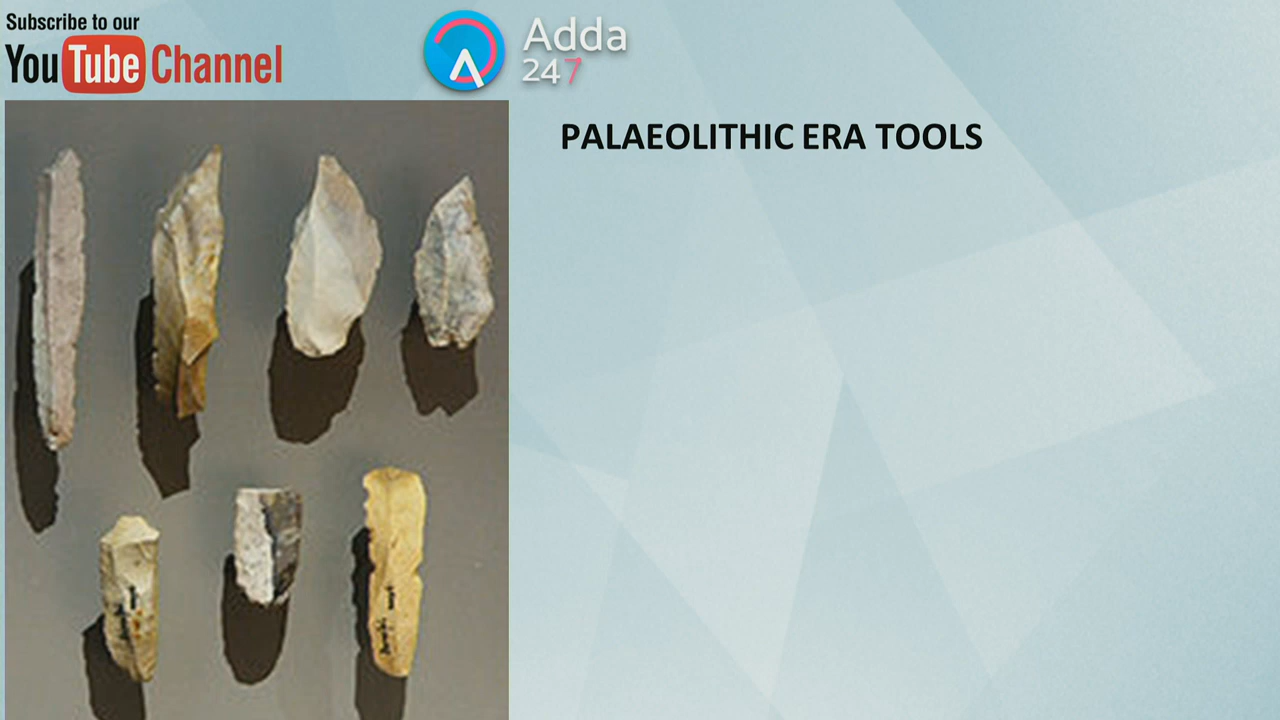 Subscribe to our
YouTube Channel
Adda
247
PALAEOLITHIC ERA TOOLS